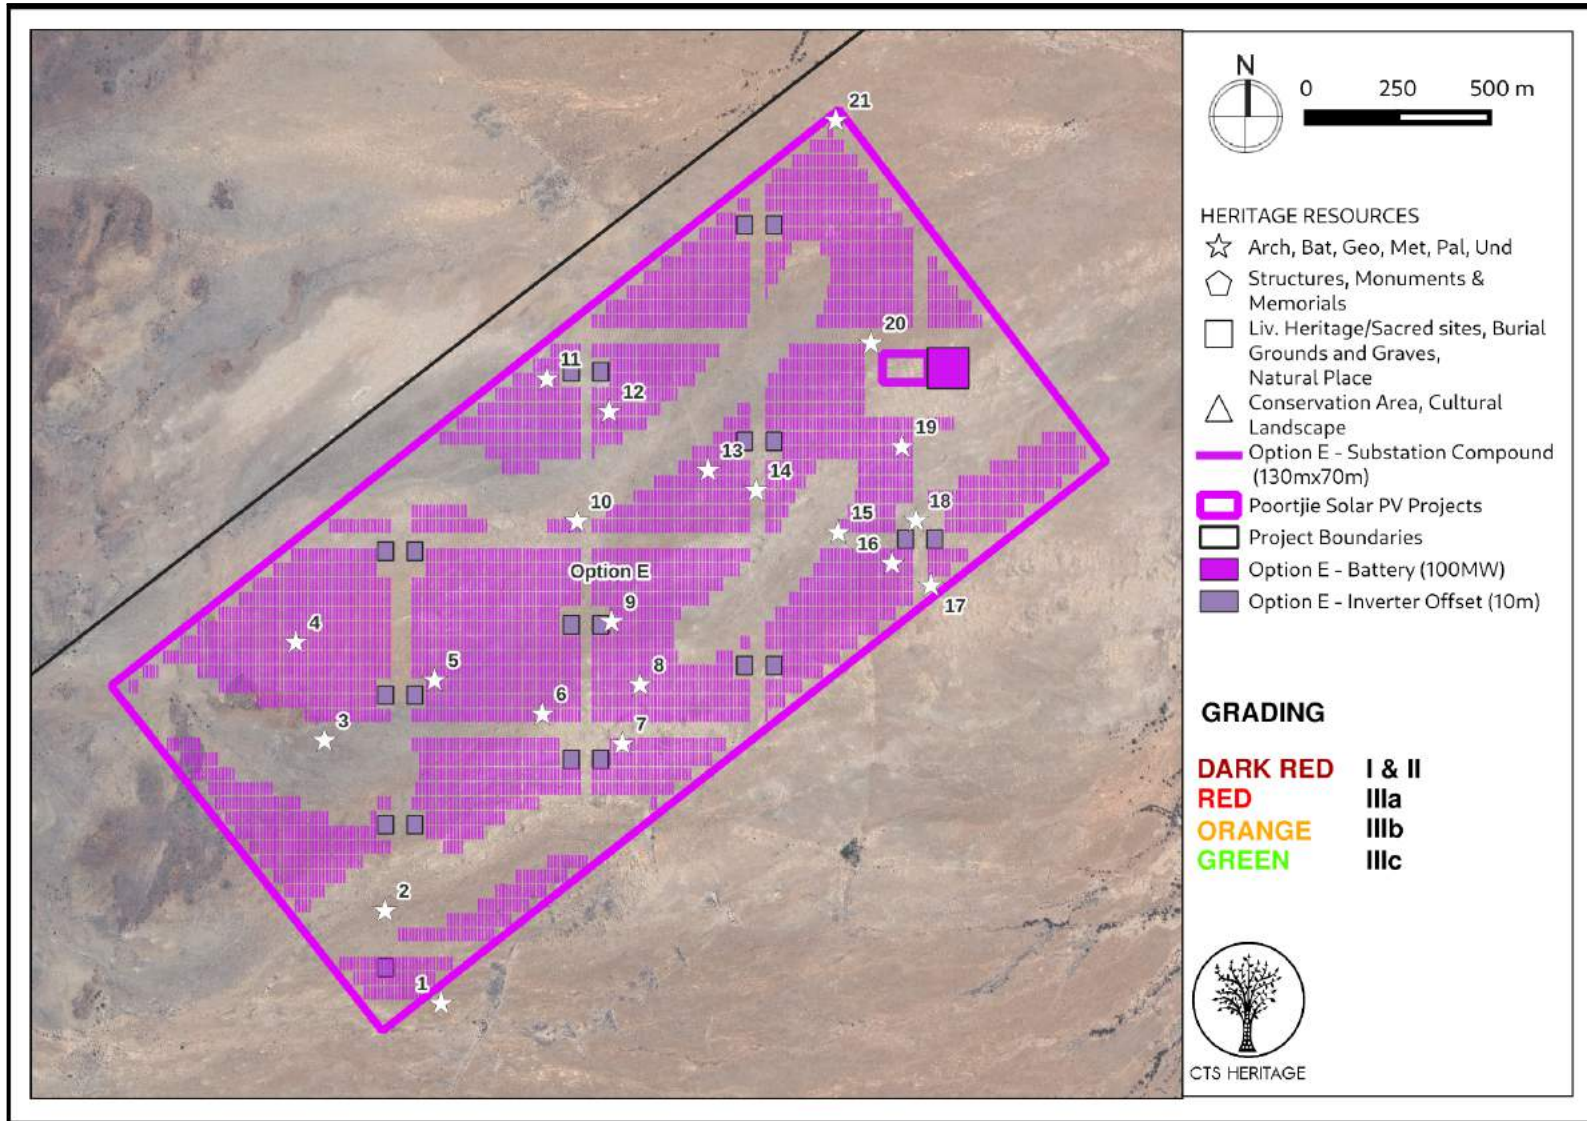 21
20
11
12
19
13
14
10
15
18
16
Option E
17
9
4
5
8
6
3
7
2
1
N
0 250 500 m
HERITAGE RESOURCES
Arch, Bat, Geo, Met, Pal, Und
Structures, Monuments &
Memorials
Liv. Heritage/Sacred sites, Burial
Grounds and Graves,
Natural Place
Conservation Area, Cultural
Landscape
Option E - Substation Compound
(130mx70m)
Poortjie Solar PV Projects
Project Boundaries
Option E - Battery (100MW)
Option E - Inverter Offset (10m)
GRADING
DARK RED I & II
RED IIIa
ORANGE IIIb
GREEN IIIc
CTS HERITAGE